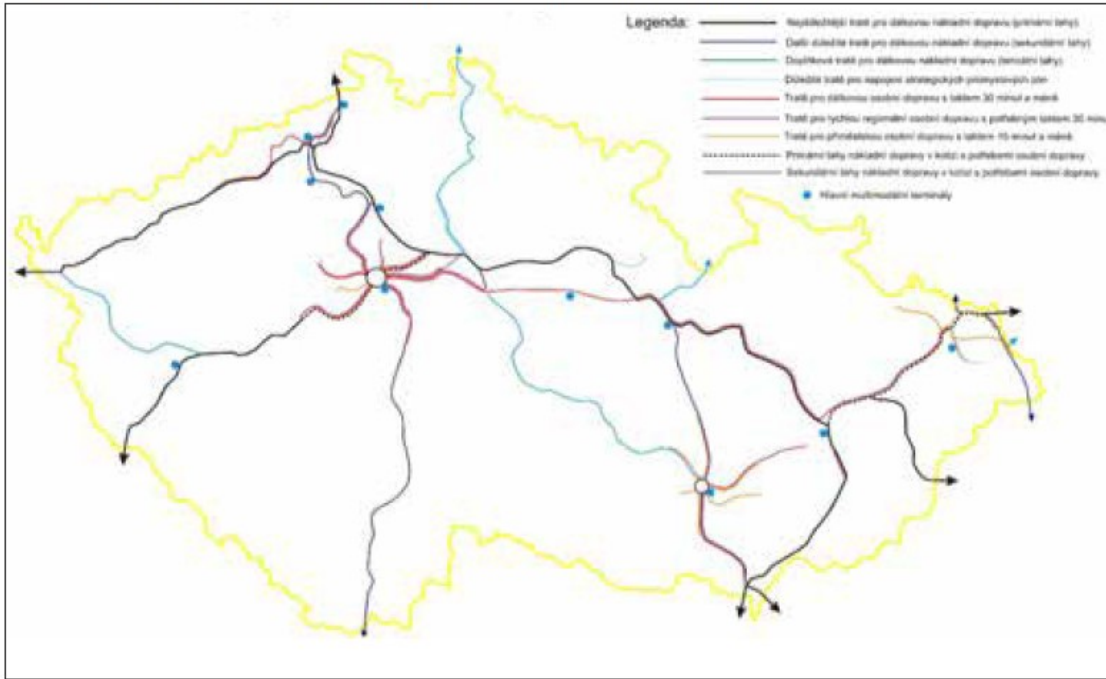 Legenda:
Nejdůležitější tratě pro dálkovou nákladní dopravu (primární tahy)
Další důležité tratě pro dálkovou nákladní dopravu (sekundární tahy)
Doplňkové tratě pro dálkovou nákladní dopravu (terciální tahy)
Důležité tratě pro napojení strategických průmyslových zón
Tratě pro dálkovou osobní dopravu s taktem 30 minut a méně
Tratě pro rychlou regionální osobní dopravu s potřebným taktem 30 minu
Tratě pro příměstskou osobní dopravu s taktem 15 minut a méně
Primární tahy nákladní dopravy v kolizi s potřebami osobní dopravy
Sekundární tahy nákladní dopravy v kolizi s potřebami osobní dopravy
Hlavní multimodální terminály